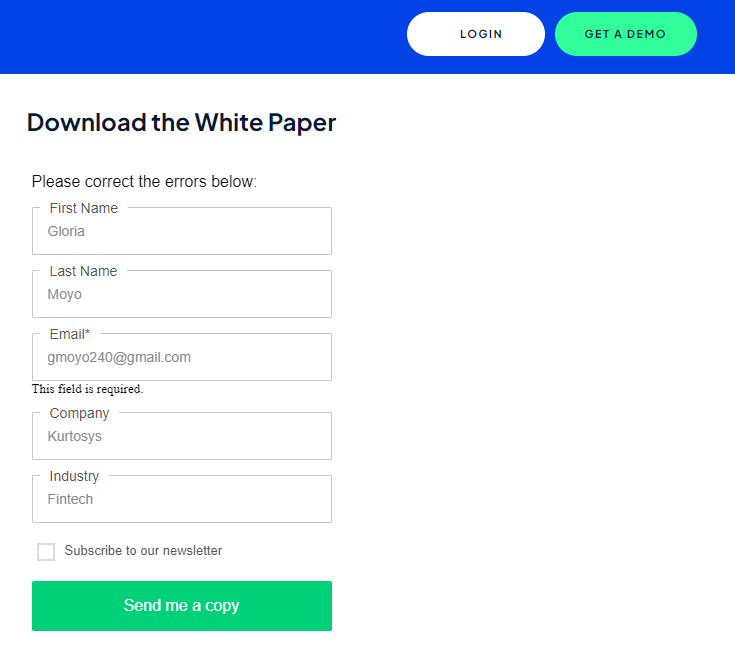 LOGIN
GET A DEMO
Download the White Paper
Please correct the errors below:
First Name
Gloria
Last Name
Moyo
Email*
gmoyo240@gmail.com
This field is required.
Company
Kurtosys
Industry
Fintech
Subscribe to our newsletter
Send me a copy